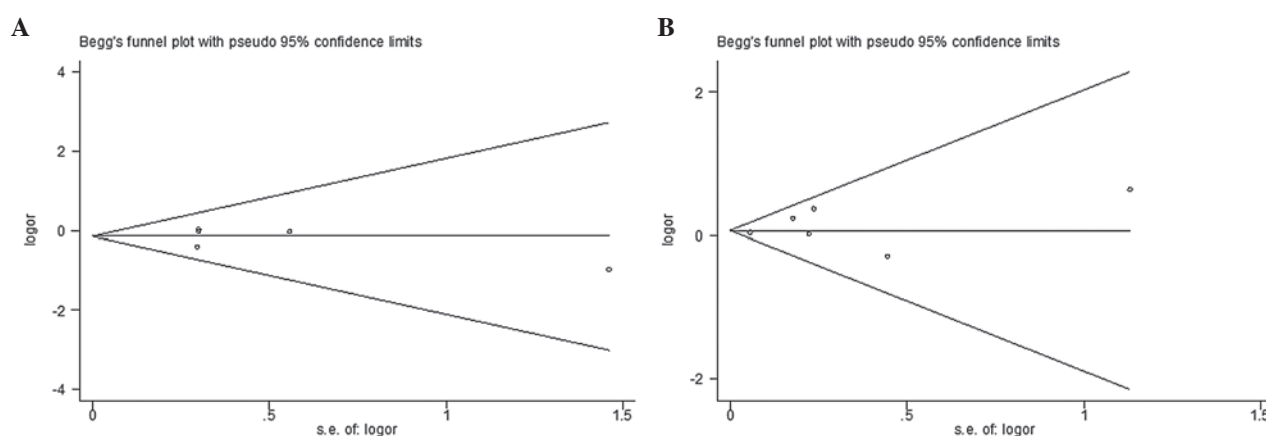 A
Begg's funnel plot with pseudo 95% confidence limits
4
2
0
-2
-4
logor
0
.5
1
1.5
s.e. of: logor
B
Begg's funnel plot with pseudo 95% confidence limits
2
0
-2
logor
0
.5
1
1.5
s.e. of: logor